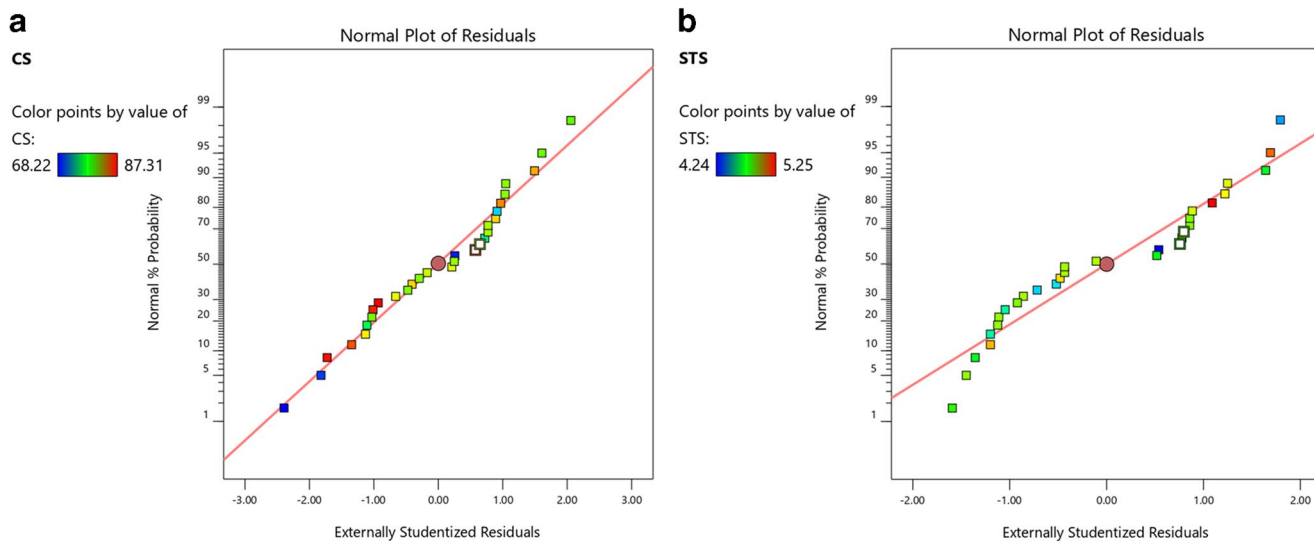 a
CS
Normal Plot of Residuals
Color points by value of
CS:
68.22 87.31
Normal % Probability
99
95
90
80
70
50
30
20
10
5
1
-3.00 -2.00 -1.00 0.00 1.00 2.00 3.00
Externally Studentized Residuals
b
STS
Normal Plot of Residuals
Color points by value of
STS:
4.24 5.25
Normal % Probability
99
95
90
80
70
50
30
20
10
5
1
-2.00 -1.00 0.00 1.00 2.00
Externally Studentized Residuals